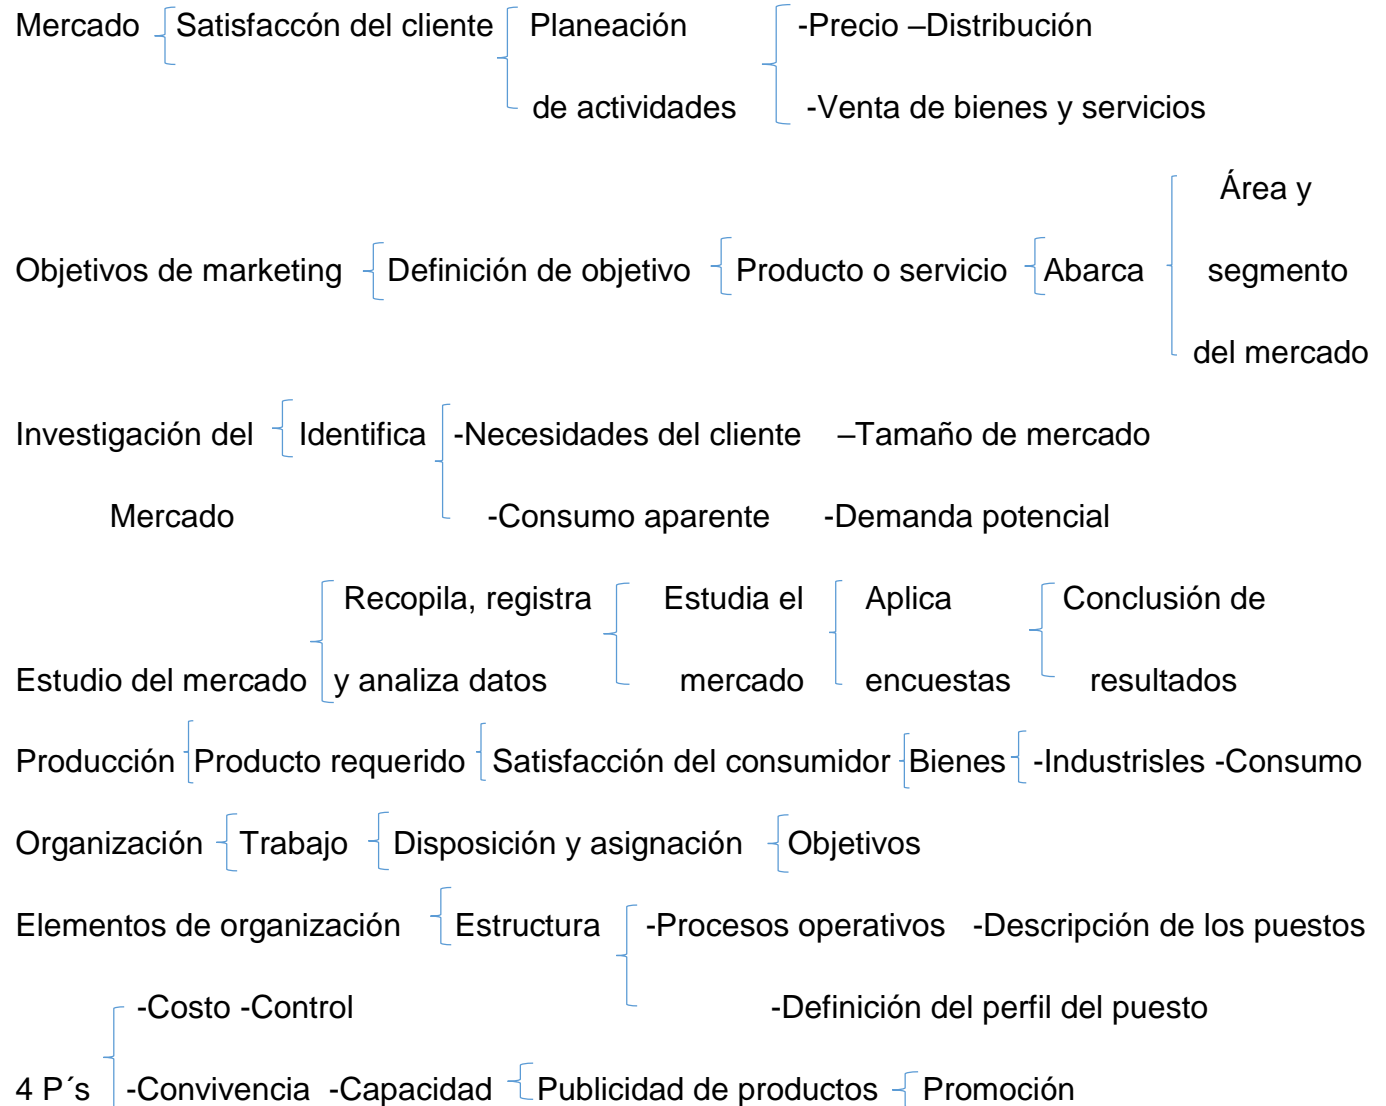 Mercado Satisfaccón del cliente Planeación -Precio –Distribución
de actividades -Venta de bienes y servicios
Área y
Objetivos de marketing Definición de objetivo Producto o servicio Abarca segmento
del mercado
Investigación del Identifica -Necesidades del cliente –Tamaño de mercado
Mercado -Consumo aparente -Demanda potencial
Recopila, registra Estudia el Aplica Conclusión de
Estudio del mercado y analiza datos mercado encuestas resultados
Producción Producto requerido Satisfacción del consumidor Bienes -Industrisles -Consumo
Organización Trabajo Disposición y asignación Objetivos
Elementos de organización Estructura -Procesos operativos -Descripción de los puestos
-Costo -Control -Definición del perfil del puesto
4 P´s -Convivencia -Capacidad Publicidad de productos Promoción